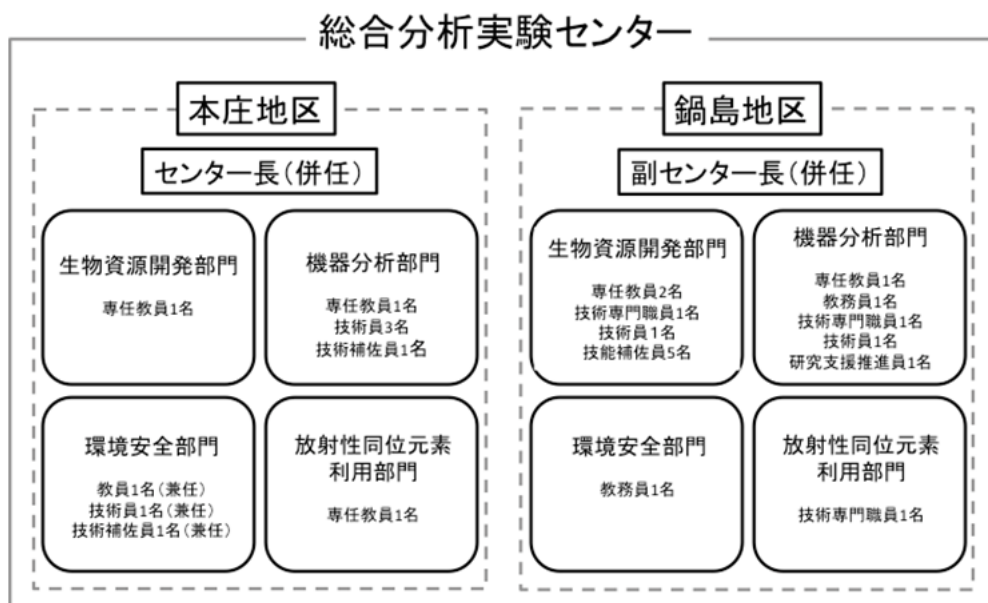 総合分析実験センター
本庄地区
センター長(併任)
生物資源開発部門
専任教員1名
機器分析部門
専任教員1名
技術員3名
技術補佐員1名
環境安全部門
教員1名(兼任)
技術員1名(兼任)
技術補佐員1名(兼任)
放射性同位元素
利用部門
専任教員1名
鍋島地区
副センター長(併任)
生物資源開発部門
専任教員2名
技術専門職員1名
技術員1名
技能補佐員5名
機器分析部門
専任教員1名
教務員1名
技術専門職員1名
技術員1名
研究支援推進員1名
環境安全部門
教務員1名
放射性同位元素
利用部門
技術専門職員1名